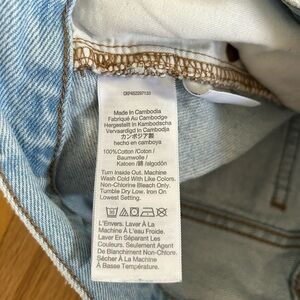 Made in Cambodia
Fabriqué Au Cambodge
Hergestellt in Kambodscha
Vervaardigd in Cambodja
カンボジア製
hecho en camboya
100%Cotton /Coton /
Baumwolle /
Katoen / 綿 /algodón
Turn Inside Out. Machine
Wash Cold With Like Colors.
Non-Chlorine Bleach Only.
Tumble Dry Low. Iron On
Lowest Setting.
L'Envers. Laver À La
Machine À L'eau Froide.
Laver En Séparant Les
Couleurs. Seulement Agent
De Blanchiment Non-Chloré.
Sécher À La Machine
À Basse Température.